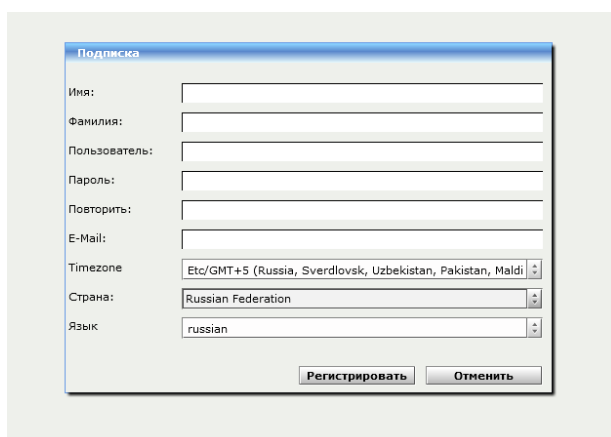 Подписка
Имя:
Фамилия:
Пользователь:
Пароль:
Повторить:
E-Mail:
Timezone Etc/GMT+5 (Russia, Sverdlovsk, Uzbekistan, Pakistan, Maldi
Страна: Russian Federation
Язык russian
Регистрировать Отменить